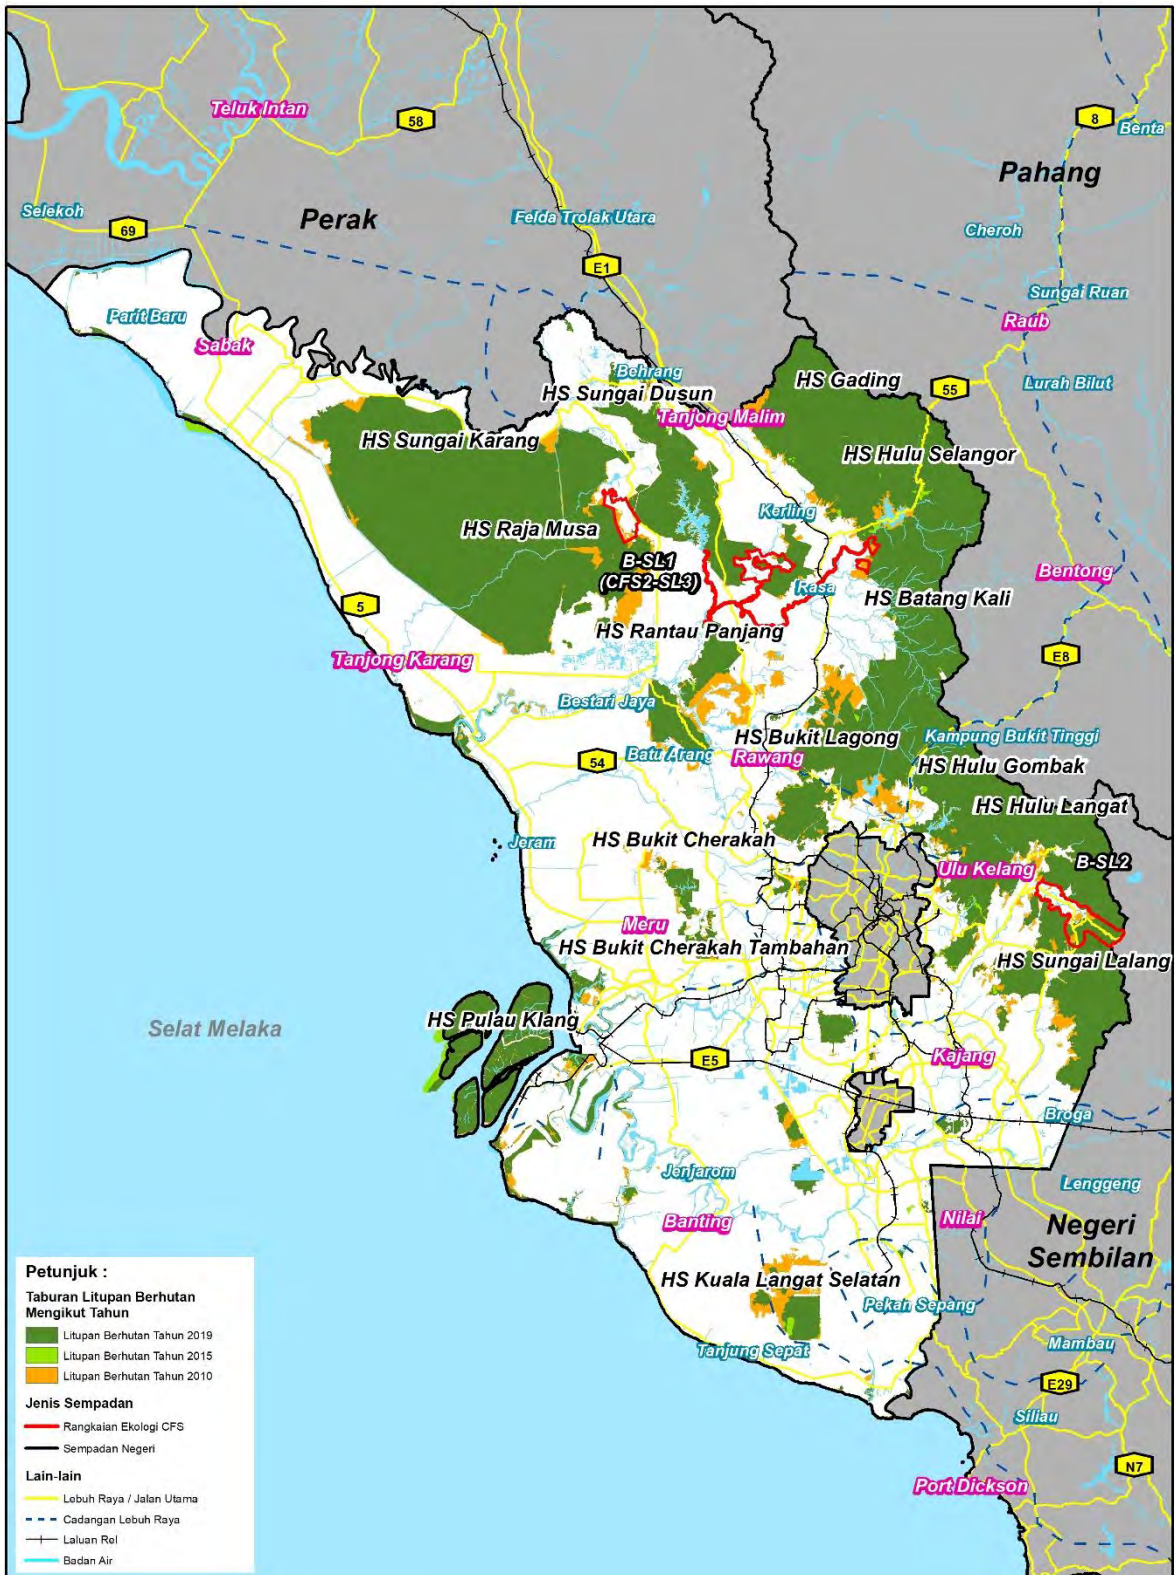 Teluk Intan
58
8
Benta
Pahang
Selekoh
Perak
Felda Trolak Utara
69
Cheroh
E1
Sungai Ruan
Parit Baru
Raub
Sabak
Behrang
HS Gading
55
Lurah Bilut
HS Sungai Dusun
Tanjong Malim
HS Sungai Karang
HS Hulu Selangor
Kerling
HS Raja Musa
B-SL1
(CFS2-SL3)
Bentong
Rasa
HS Batang Kali
5
HS Rantau Panjang
Tanjong Karang
E8
Bestari Jaya
HS Bukit Lagong
Kampung Bukit Tinggi
Batu Arang
Rawang
54
HS Hulu Gombak
HS Hulu Langat
Jeram
HS Bukit Cherakah
B-SL2
Ulu Kelang
Meru
HS Bukit Cherakah Tambahan
HS Sungai Lalang
Selat Melaka
HS Pulau Klang
E5
Kajang
Broga
Jenjarom
Lenggeng
Banting
Nilai
Negeri
Sembilan
HS Kuala Langat Selatan
Pekan Sepang
Tanjung Sepat
Mambau
E29
Siliau
N7
Port Dickson
Petunjuk :
Taburan Litupan Berhutan
Mengikut Tahun
Litupan Berhutan Tahun 2019
Litupan Berhutan Tahun 2015
Litupan Berhutan Tahun 2010
Jenis Sempadan
Rangkaian Ekologi CFS
Sempadan Negeri
Lain-lain
Lebuh Raya / Jalan Utama
Cadangan Lebuh Raya
Laluan Rel
Badan Air